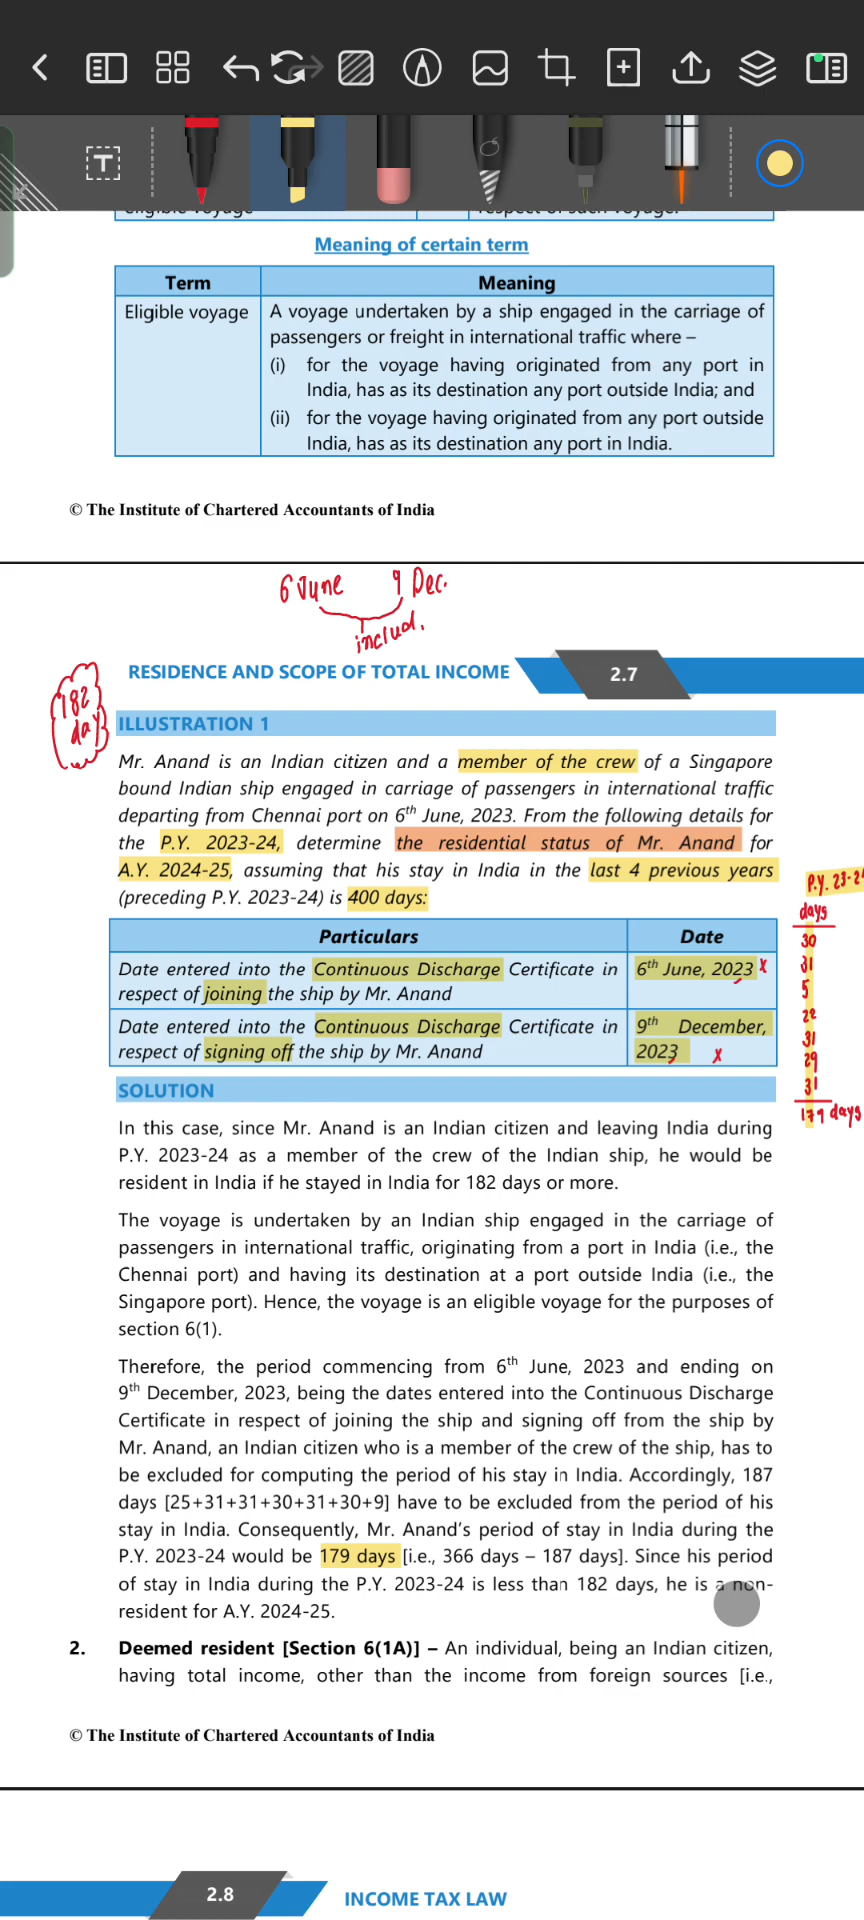 Meaning of certain term
Term Meaning
Eligible voyage A voyage undertaken by a ship engaged in the carriage of
passengers or freight in international traffic where –
(i) for the voyage having originated from any port in
India, has as its destination any port outside India; and
(ii) for the voyage having originated from any port outside
India, has as its destination any port in India.
© The Institute of Chartered Accountants of India
6 June 9 Dec.
includ.
RESIDENCE AND SCOPE OF TOTAL INCOME 2.7
182
day
ILLUSTRATION 1
Mr. Anand is an Indian citizen and a member of the crew of a Singapore
bound Indian ship engaged in carriage of passengers in international traffic
departing from Chennai port on 6th June, 2023. From the following details for
the P.Y. 2023-24, determine the residential status of Mr. Anand for
A.Y. 2024-25, assuming that his stay in India in the last 4 previous years
(preceding P.Y. 2023-24) is 400 days:
P.Y. 23-24
days
30
31
5
22
31
29
31
179 days
Particulars Date
Date entered into the Continuous Discharge Certificate in 6th June, 2023 x
respect of joining the ship by Mr. Anand
Date entered into the Continuous Discharge Certificate in 9th December,
respect of signing off the ship by Mr. Anand 2023 x
SOLUTION
In this case, since Mr. Anand is an Indian citizen and leaving India during
P.Y. 2023-24 as a member of the crew of the Indian ship, he would be
resident in India if he stayed in India for 182 days or more.
The voyage is undertaken by an Indian ship engaged in the carriage of
passengers in international traffic, originating from a port in India (i.e., the
Chennai port) and having its destination at a port outside India (i.e., the
Singapore port). Hence, the voyage is an eligible voyage for the purposes of
section 6(1).
Therefore, the period commencing from 6th June, 2023 and ending on
9th December, 2023, being the dates entered into the Continuous Discharge
Certificate in respect of joining the ship and signing off from the ship by
Mr. Anand, an Indian citizen who is a member of the crew of the ship, has to
be excluded for computing the period of his stay in India. Accordingly, 187
days [25+31+31+30+31+30+9] have to be excluded from the period of his
stay in India. Consequently, Mr. Anand's period of stay in India during the
P.Y. 2023-24 would be 179 days [i.e., 366 days – 187 days]. Since his period
of stay in India during the P.Y. 2023-24 is less than 182 days, he is a non-
resident for A.Y. 2024-25.
2. Deemed resident [Section 6(1A)] – An individual, being an Indian citizen,
having total income, other than the income from foreign sources [i.e.,
© The Institute of Chartered Accountants of India
2.8 INCOME TAX LAW